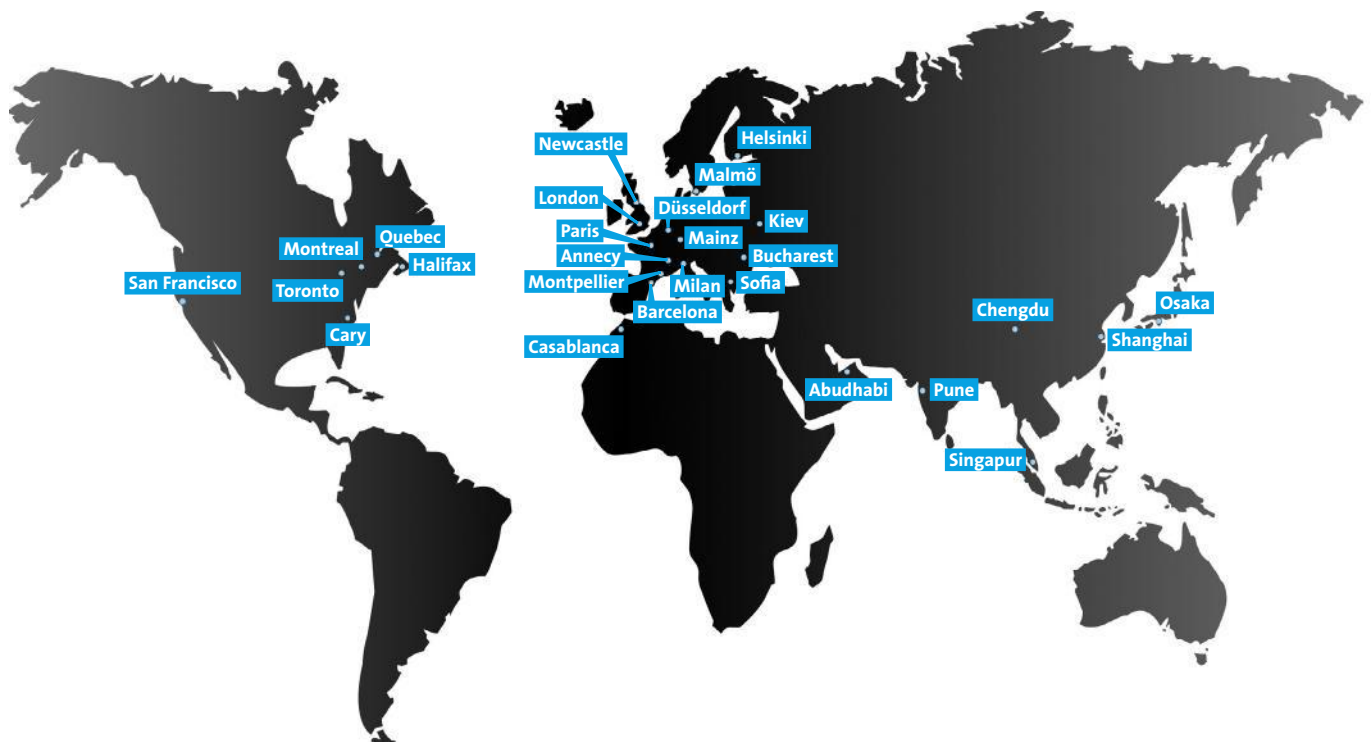 Newcastle
Helsinki
Malmö
London
Düsseldorf
Kiev
Paris
Mainz
Quebec
Montreal
Annecy
Bucharest
Halifax
San Francisco
Toronto
Montpellier
Milan
Sofia
Barcelona
Cary
Casablanca
Chengdu
Osaka
Shanghai
Abudhabi
Pune
Singapur